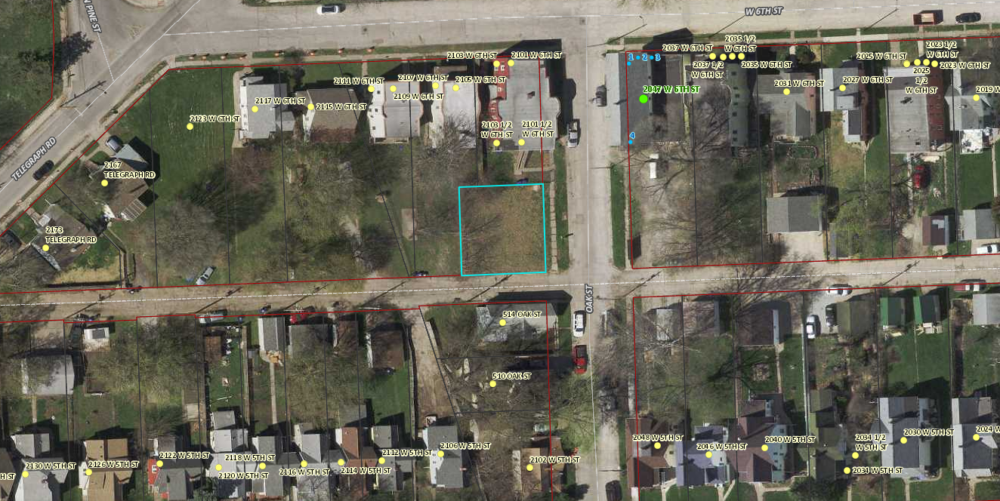 N PINE ST
W 6TH ST
TELEGRAPH RD
OAK ST
2103 W 6TH ST
2101 W 6TH ST
2111 W 6TH ST
2107 W 6TH ST
2105 W 6TH ST
2109 W 6TH ST
2117 W 6TH ST
2115 W 6TH ST
2123 W 6TH ST
2103 1/2
W 6TH ST
2101 1/2
W 6TH ST
2167
TELEGRAPH RD
2173
TELEGRAPH RD
1
2
3
4
2047 W 6TH ST
2037 W 6TH ST
2035 1/2
W 6TH ST
2037 1/2
W 6TH ST
2035 W 6TH ST
2031 W 6TH ST
2027 W 6TH ST
2025 W 6TH ST
2023 1/2
W 6TH ST
2023 W 6TH ST
2025
1/2
W 6TH ST
2019 W
514 OAK ST
510 OAK ST
H ST
2130 W 5TH ST
2126 W 5TH ST
2122 W 5TH ST
2120 W 5TH ST
2118 W 5TH ST
2116 W 5TH ST
2114 W 5TH ST
2112 W 5TH ST
2106 W 5TH ST
2102 W 5TH ST
2048 W 5TH ST
2046 W 5TH ST
2040 W 5TH ST
2034 1/2
W 5TH ST
2034 W 5TH ST
2030 W 5TH ST
2024 W